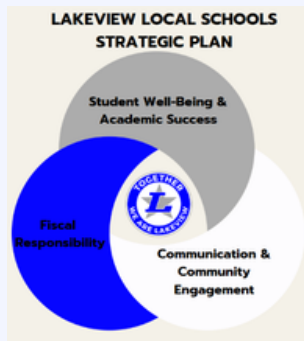 LAKEVIEW LOCAL SCHOOLS
STRATEGIC PLAN
Student Well-Being &
Academic Success
TOGETHER
L
WE ARE LAKEVIEW
Fiscal
Responsibility
Communication &
Community
Engagement